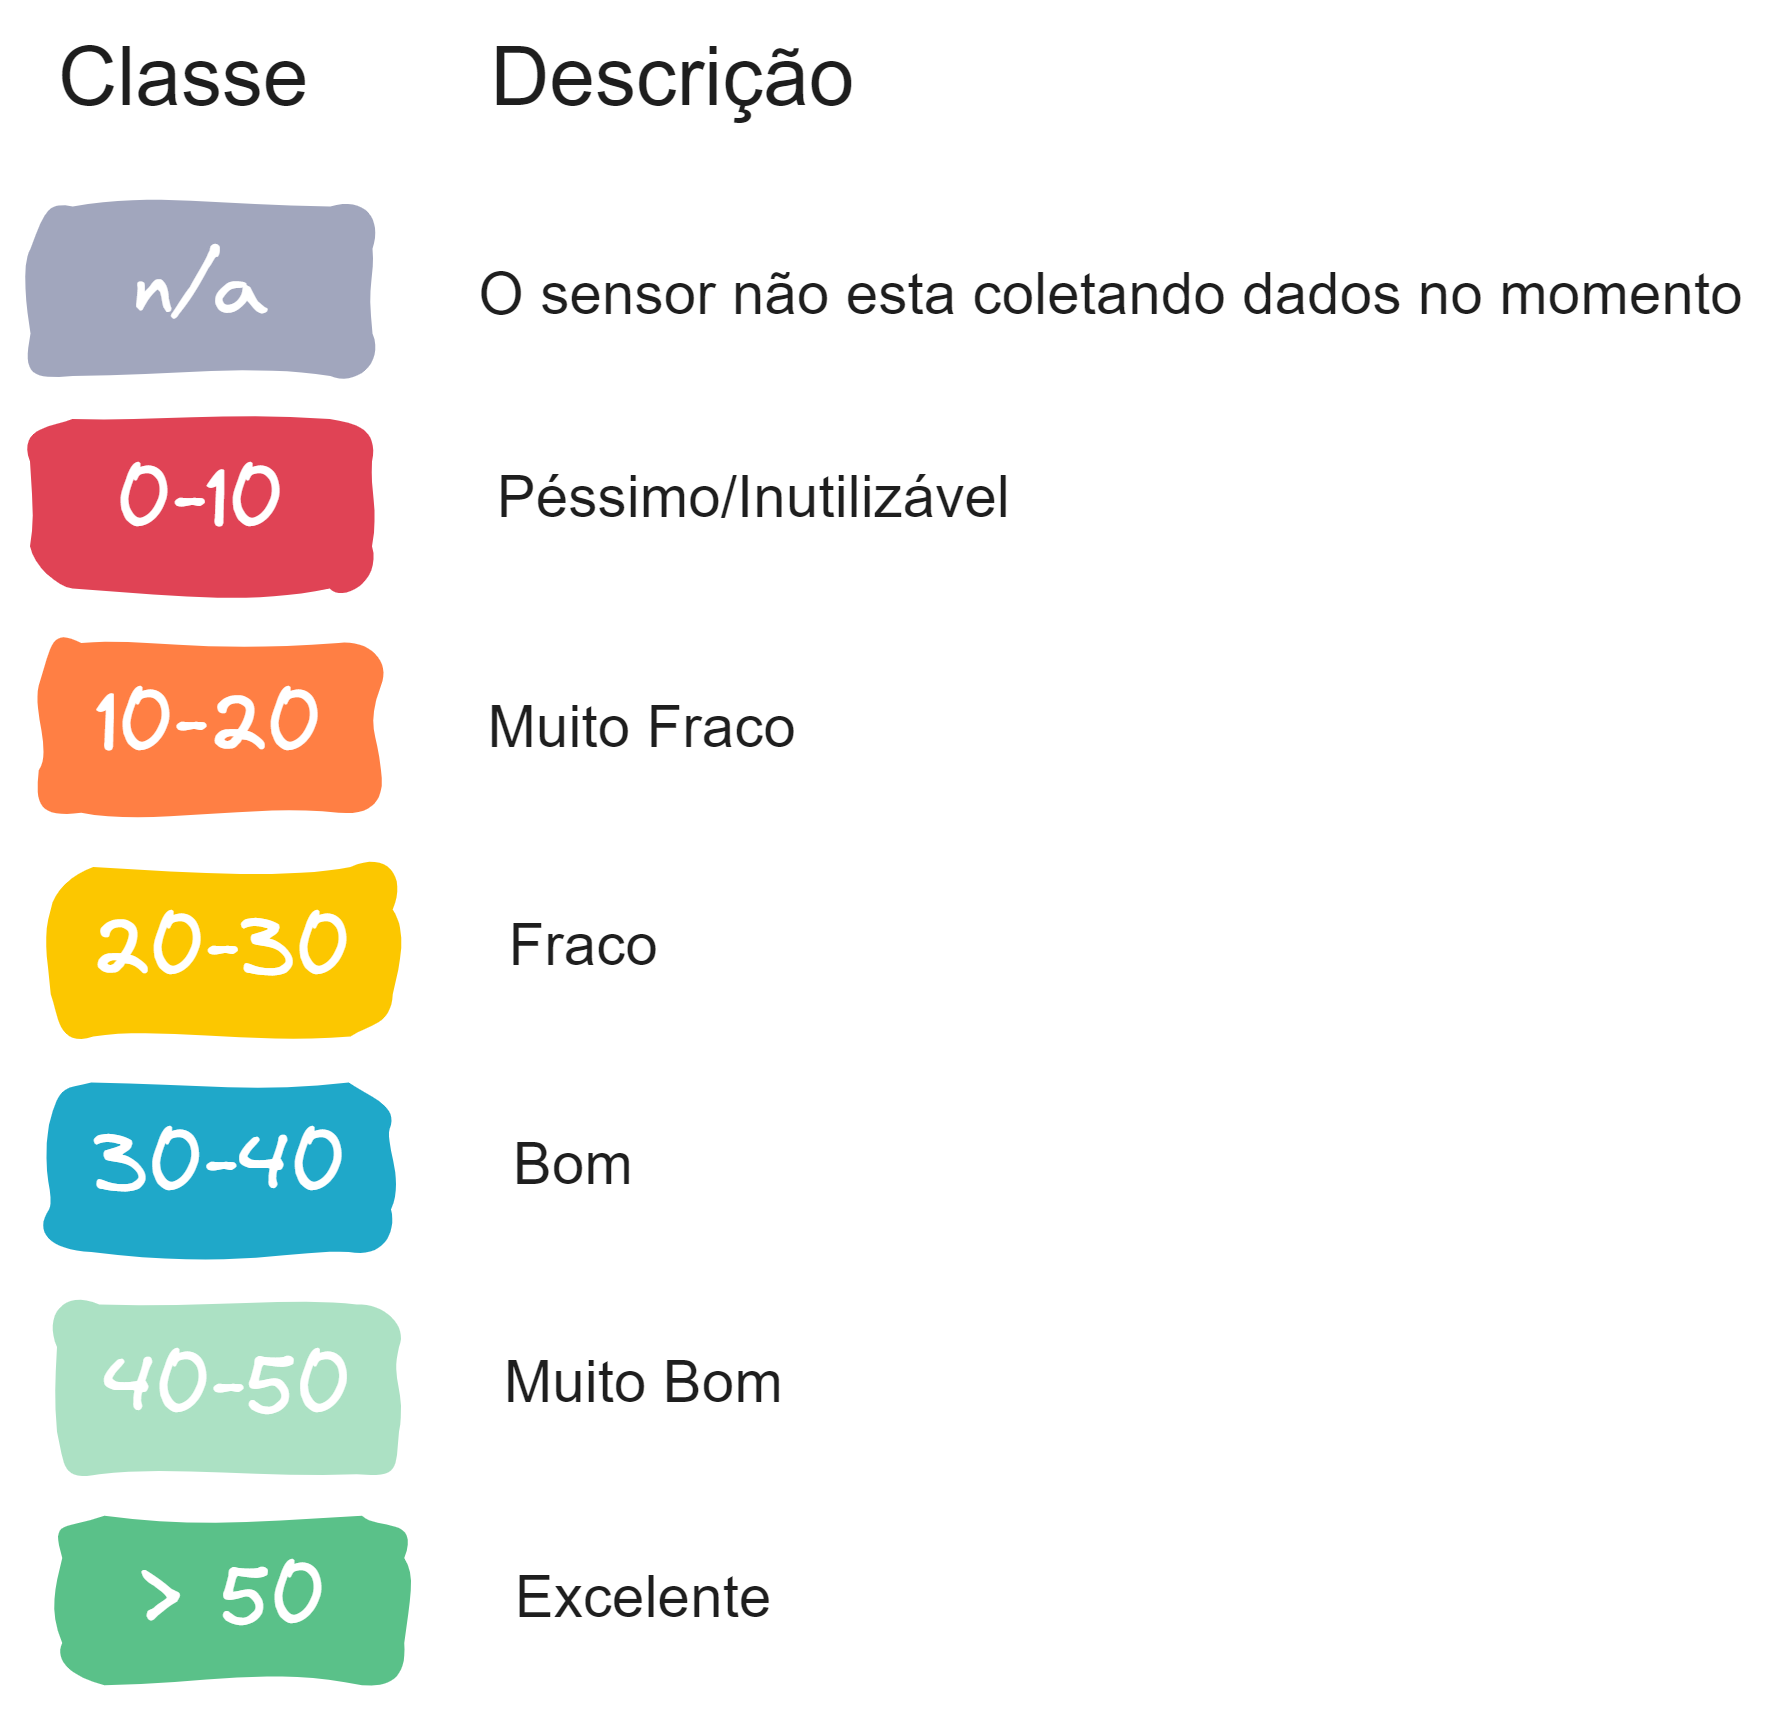 Classe Descrição
n/a O sensor não esta coletando dados no momento
0-10 Péssimo/Inutilizável
10-20 Muito Fraco
20-30 Fraco
30-40 Bom
40-50 Muito Bom
> 50 Excelente